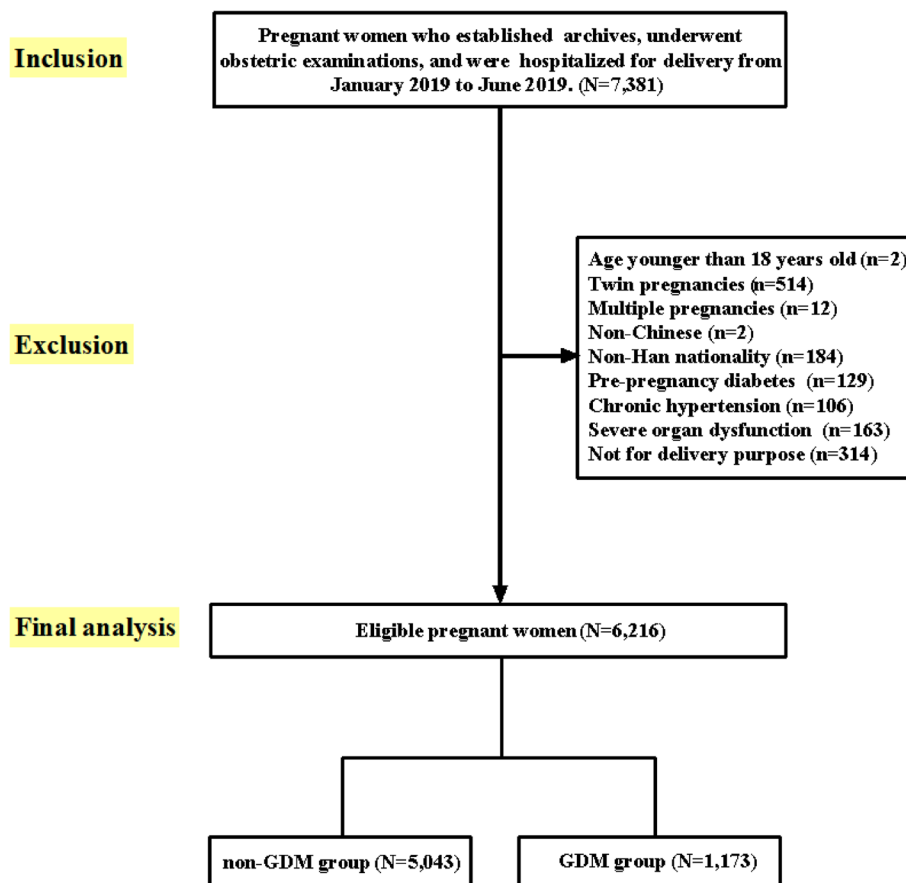 Inclusion
Pregnant women who established archives, underwent
obstetric examinations, and were hospitalized for delivery from
January 2019 to June 2019. (N=7,381)
Exclusion
Age younger than 18 years old (n=2)
Twin pregnancies (n=514)
Multiple pregnancies (n=12)
Non-Chinese (n=2)
Non-Han nationality (n=184)
Pre-pregnancy diabetes (n=129)
Chronic hypertension (n=106)
Severe organ dysfunction (n=163)
Not for delivery purpose (n=314)
Final analysis
Eligible pregnant women (N=6,216)
non-GDM group (N=5,043)
GDM group (N=1,173)